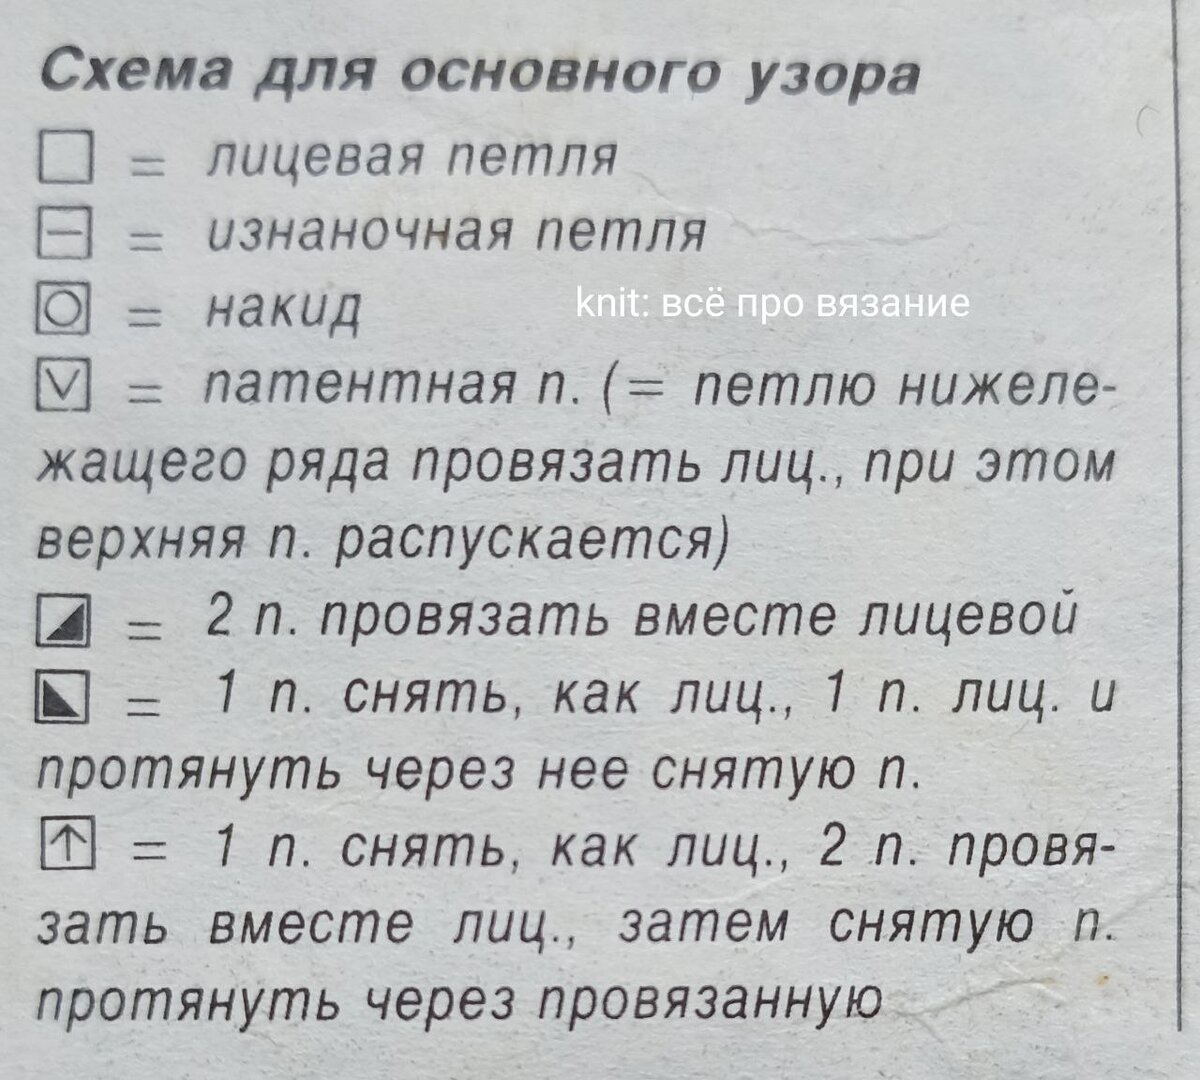 Схема для основного узора
= лицевая петля
= изнаночная петля
= накид
knit: всё про вязание
= патентная п. (= петлю нижеле-
жащего ряда провязать лиц., при этом
верхняя п. распускается)
= 2 п. провязать вместе лицевой
= 1 п. снять, как лиц., 1 п. лиц. и
протянуть через нее снятую п.
= 1 п. снять, как лиц., 2 п. провя-
зать вместе лиц., затем снятую п.
протянуть через провязанную